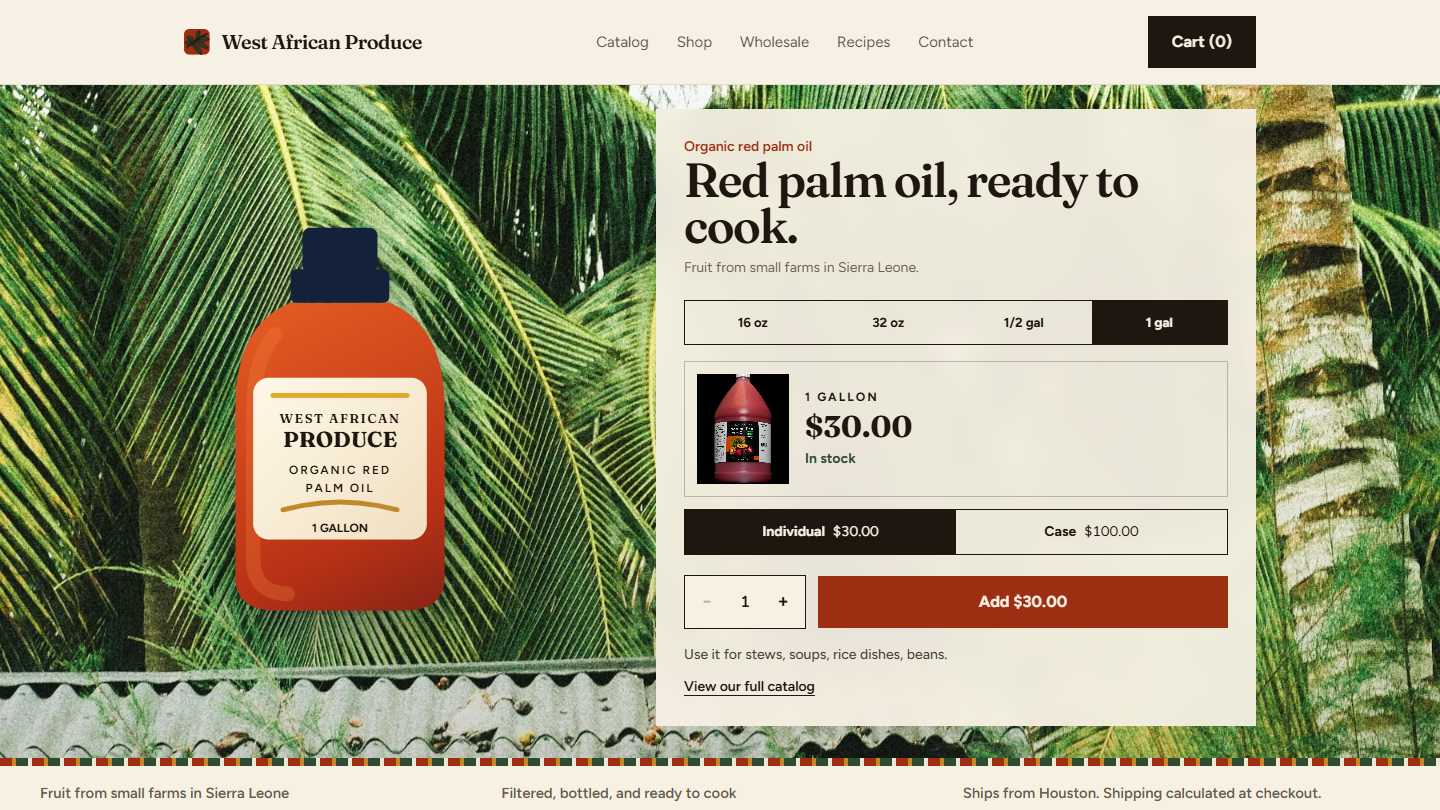 West African Produce
Catalog
Shop
Wholesale
Recipes
Contact
Cart (0)
WEST AFRICAN
PRODUCE
ORGANIC RED
PALM OIL
1 GALLON
Organic red palm oil
Red palm oil, ready to
cook.
Fruit from small farms in Sierra Leone.
16 oz
32 oz
1/2 gal
1 gal
1 GALLON
$30.00
In stock
Individual $30.00
Case $100.00
− 1 +
Add $30.00
Use it for stews, soups, rice dishes, beans.
View our full catalog
Fruit from small farms in Sierra Leone
Filtered, bottled, and ready to cook
Ships from Houston. Shipping calculated at checkout.